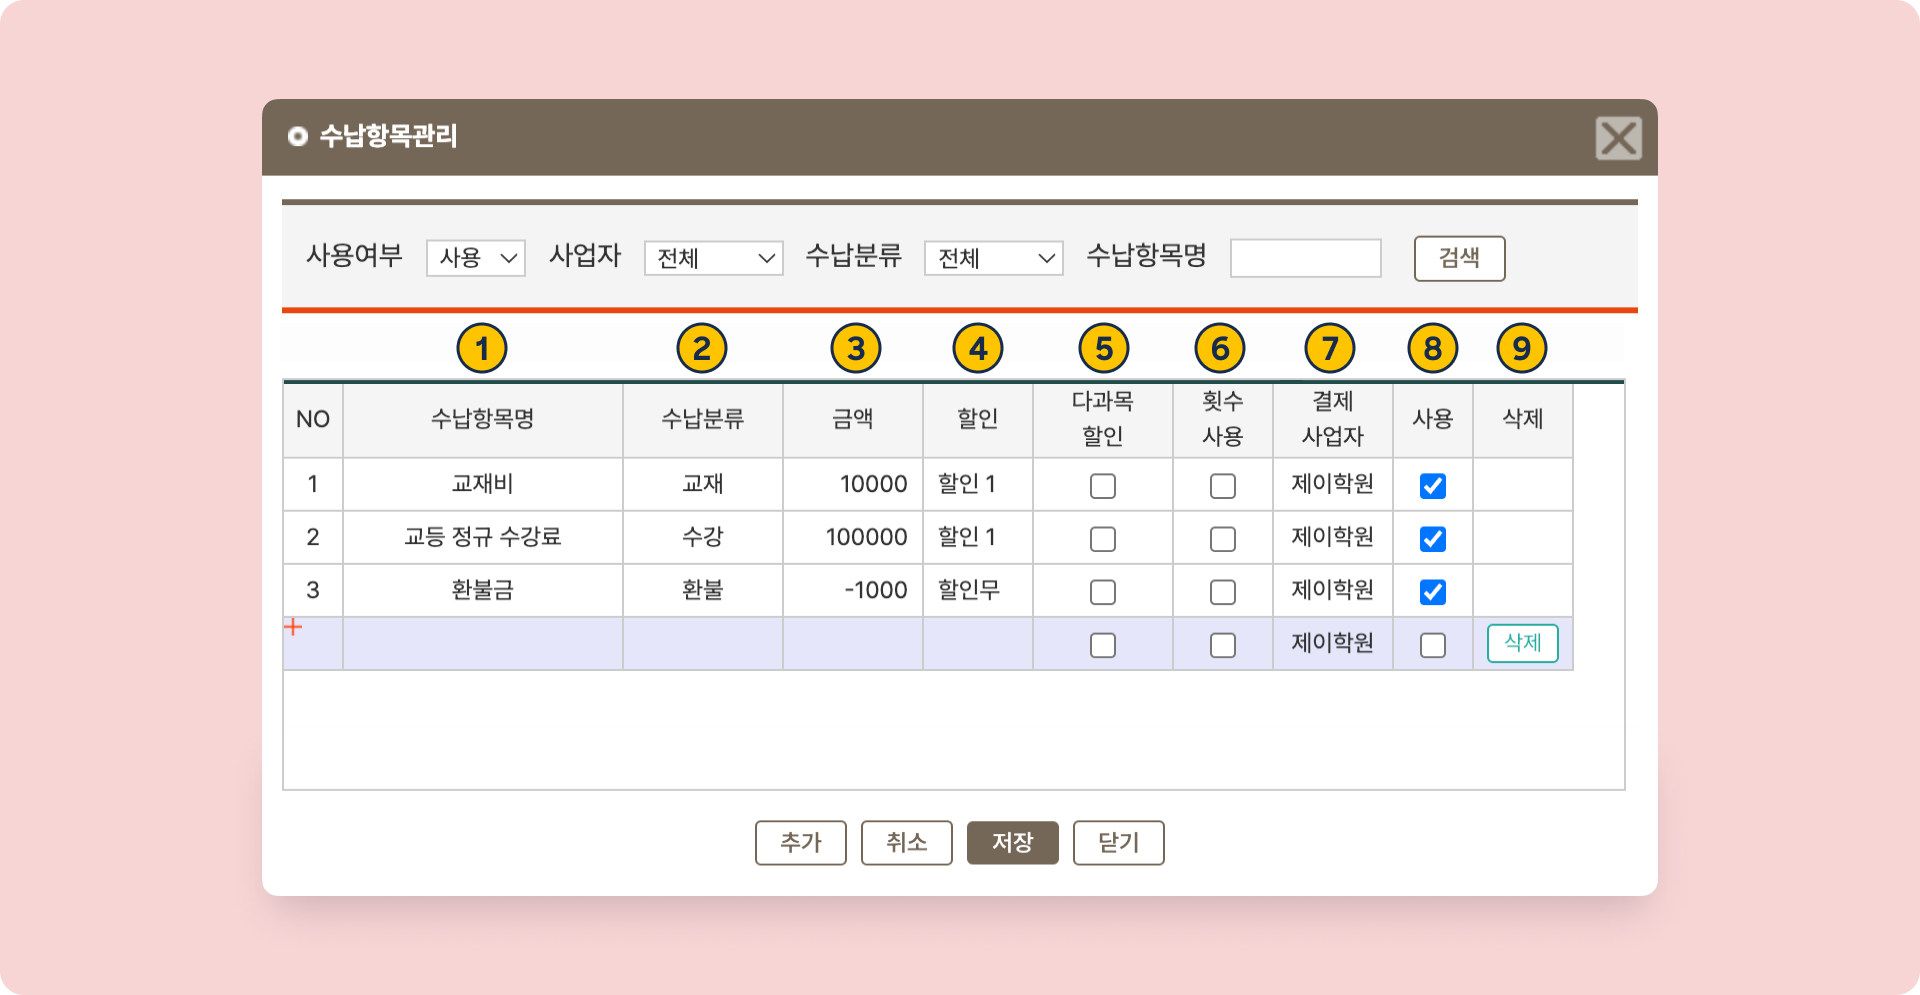 수납항목관리
사용여부 사용 사업자 전체 수납분류 전체 수납항목명 검색
1 2 3 4 5 6 7 8 9
NO 수납항목명 수납분류 금액 할인 다과목 할인 횟수 사용 결제 사업자 사용 삭제
1 교재비 교재 10000 할인 1 제이학원
2 교등 정규 수강료 수강 100000 할인 1 제이학원
3 환불금 환불 -1000 할인무 제이학원
+ 제이학원 삭제
추가 취소 저장 닫기